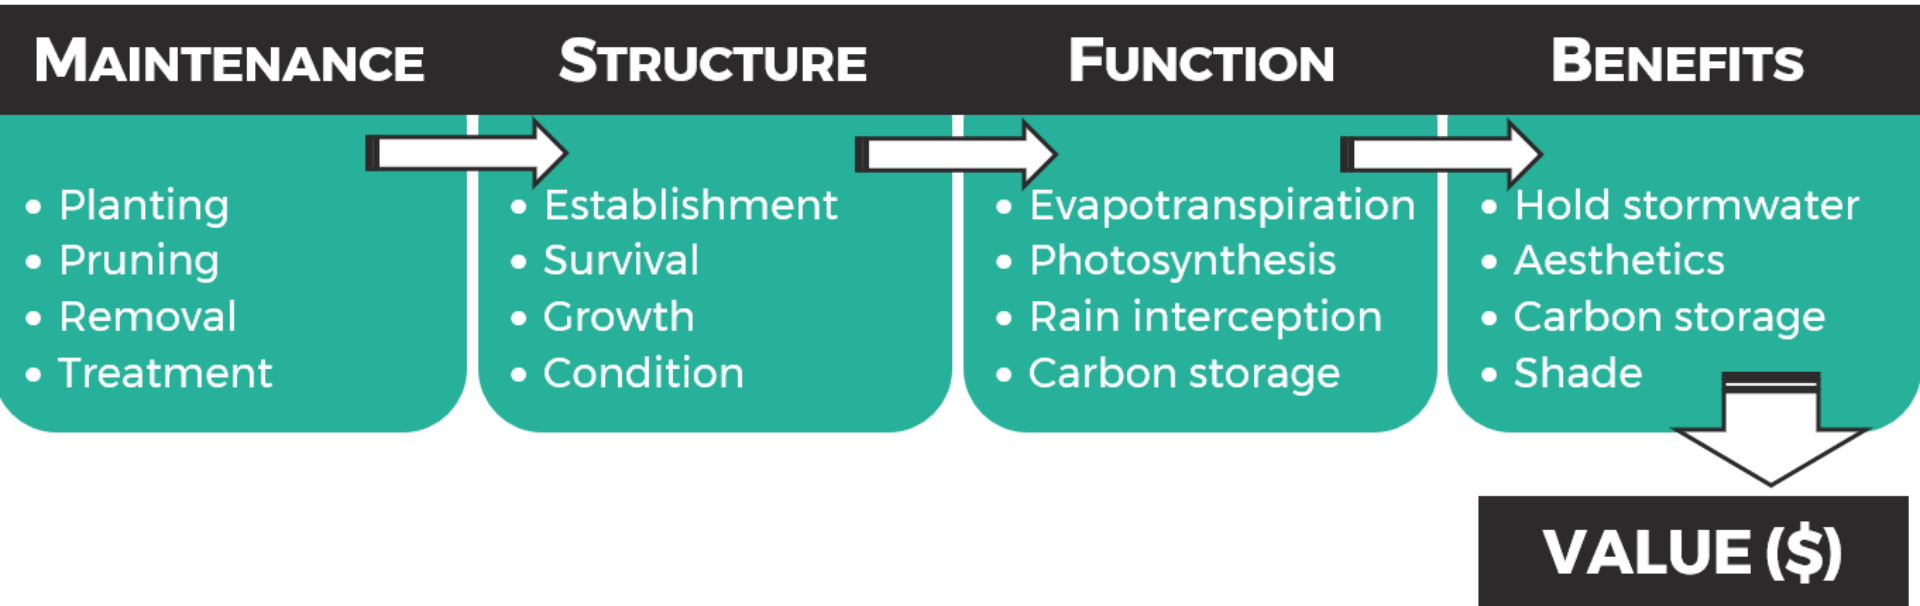 MAINTENANCE
• Planting
• Pruning
• Removal
• Treatment
STRUCTURE
• Establishment
• Survival
• Growth
• Condition
FUNCTION
• Evapotranspiration
• Photosynthesis
• Rain interception
• Carbon storage
BENEFITS
• Hold stormwater
• Aesthetics
• Carbon storage
• Shade
VALUE ($)